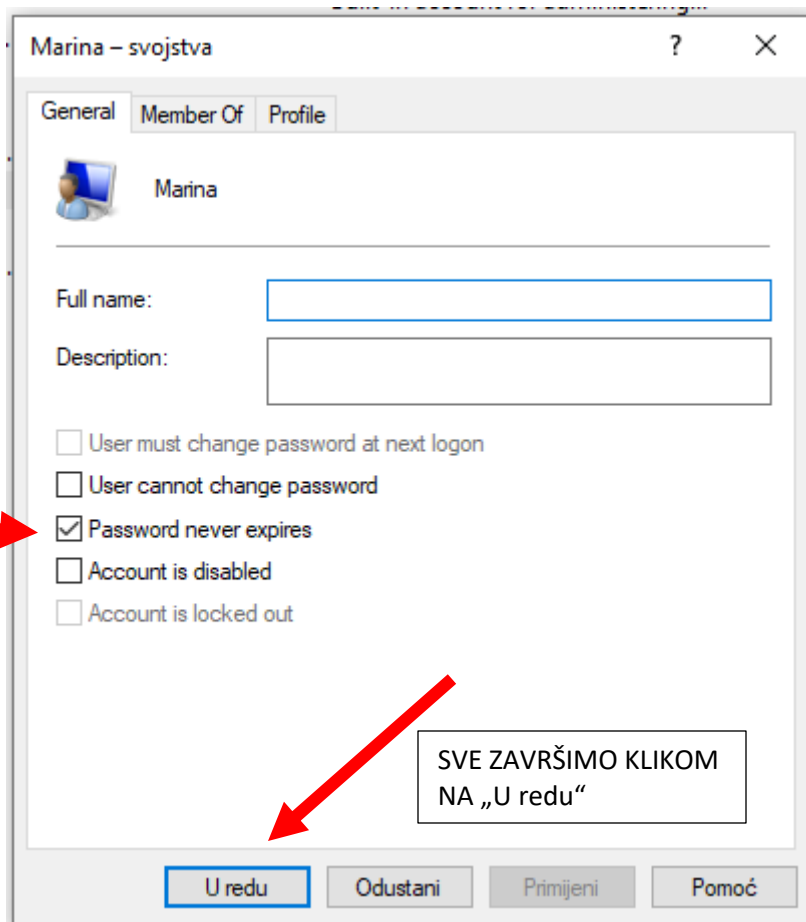 Marina – svojstva
General Member Of Profile
Marina
Full name:
Description:
User must change password at next logon
User cannot change password
Password never expires
Account is disabled
Account is locked out
SVE ZAVRŠIMO KLIKOM
NA „U redu“
U redu Odustani Primijeni Pomoć